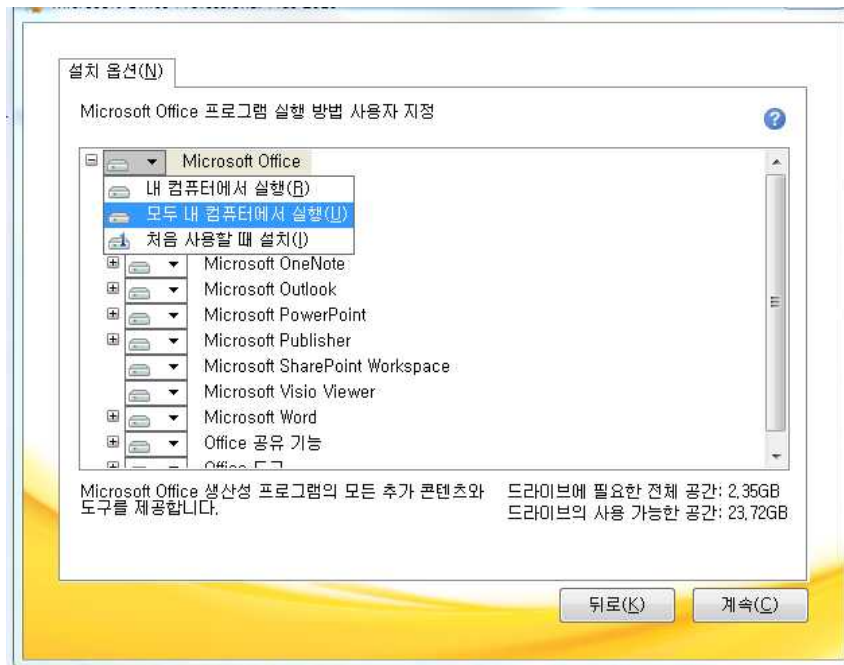 설치 옵션(N)
Microsoft Office 프로그램 실행 방법 사용자 지정
Microsoft Office
내 컴퓨터에서 실행(R)
모두 내 컴퓨터에서 실행(U)
처음 사용할 때 설치(I)
Microsoft OneNote
Microsoft Outlook
Microsoft PowerPoint
Microsoft Publisher
Microsoft SharePoint Workspace
Microsoft Visio Viewer
Microsoft Word
Office 공유 기능
Microsoft Office 생산성 프로그램의 모든 추가 콘텐츠와
도구를 제공합니다.
드라이브에 필요한 전체 공간: 2,35GB
드라이브의 사용 가능한 공간: 23,72GB
뒤로(K)
계속(C)